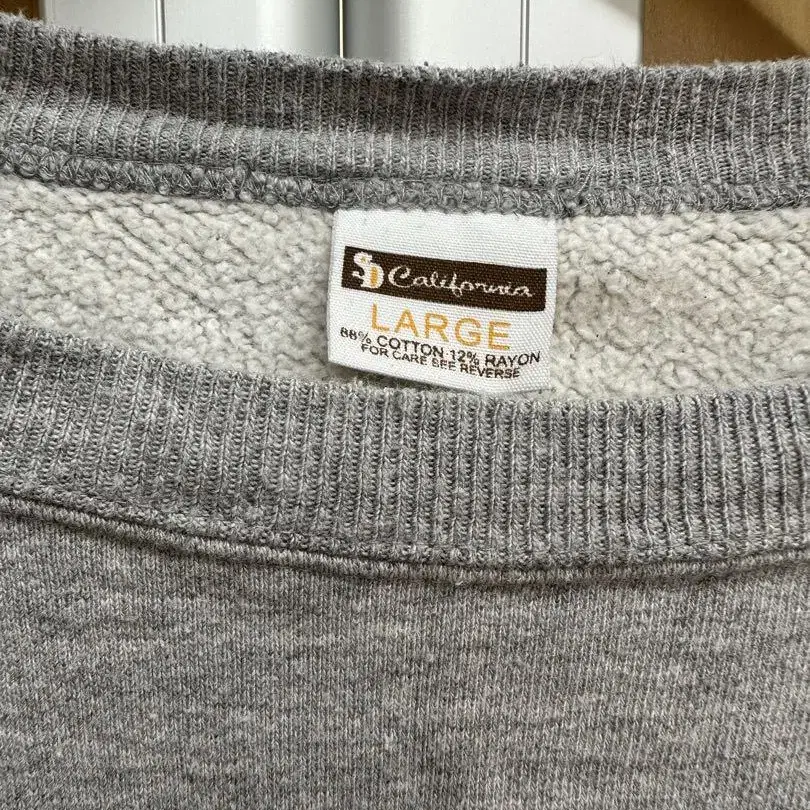 SD California
LARGE
88% COTTON 12% RAYON
FOR CARE SEE REVERSE